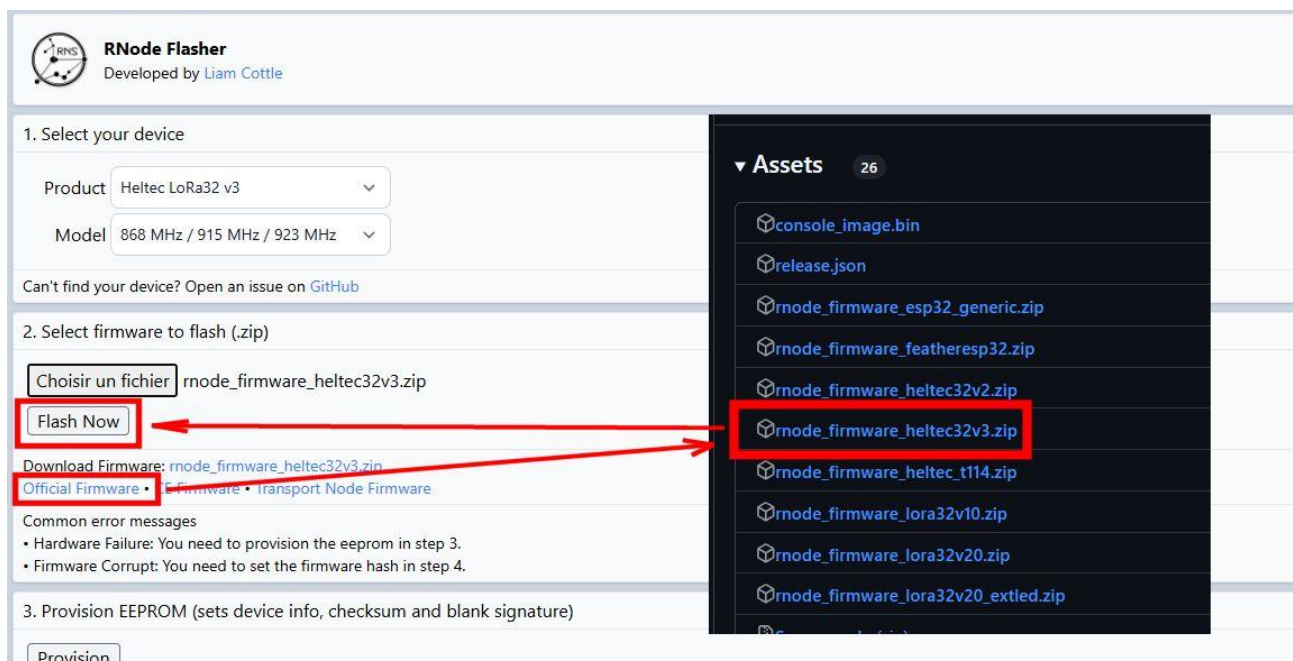 RNode Flasher
Developed by Liam Cottle
1. Select your device
Product Heltec LoRa32 v3
Model 868 MHz / 915 MHz / 923 MHz
Can't find your device? Open an issue on GitHub
2. Select firmware to flash (.zip)
Choisir un fichier rnode_firmware_heltec32v3.zip
Flash Now
Download Firmware: rnode_firmware_heltec32v3.zip
Official Firmware • CE Firmware • Transport Node Firmware
Common error messages
• Hardware Failure: You need to provision the eeprom in step 3.
• Firmware Corrupt: You need to set the firmware hash in step 4.
3. Provision EEPROM (sets device info, checksum and blank signature)
Provision
Assets 26
console_image.bin
release.json
rnode_firmware_esp32_generic.zip
rnode_firmware_featheresp32.zip
rnode_firmware_heltec32v2.zip
rnode_firmware_heltec32v3.zip
rnode_firmware_heltec_t114.zip
rnode_firmware_lora32v10.zip
rnode_firmware_lora32v20.zip
rnode_firmware_lora32v20_extled.zip
RNS